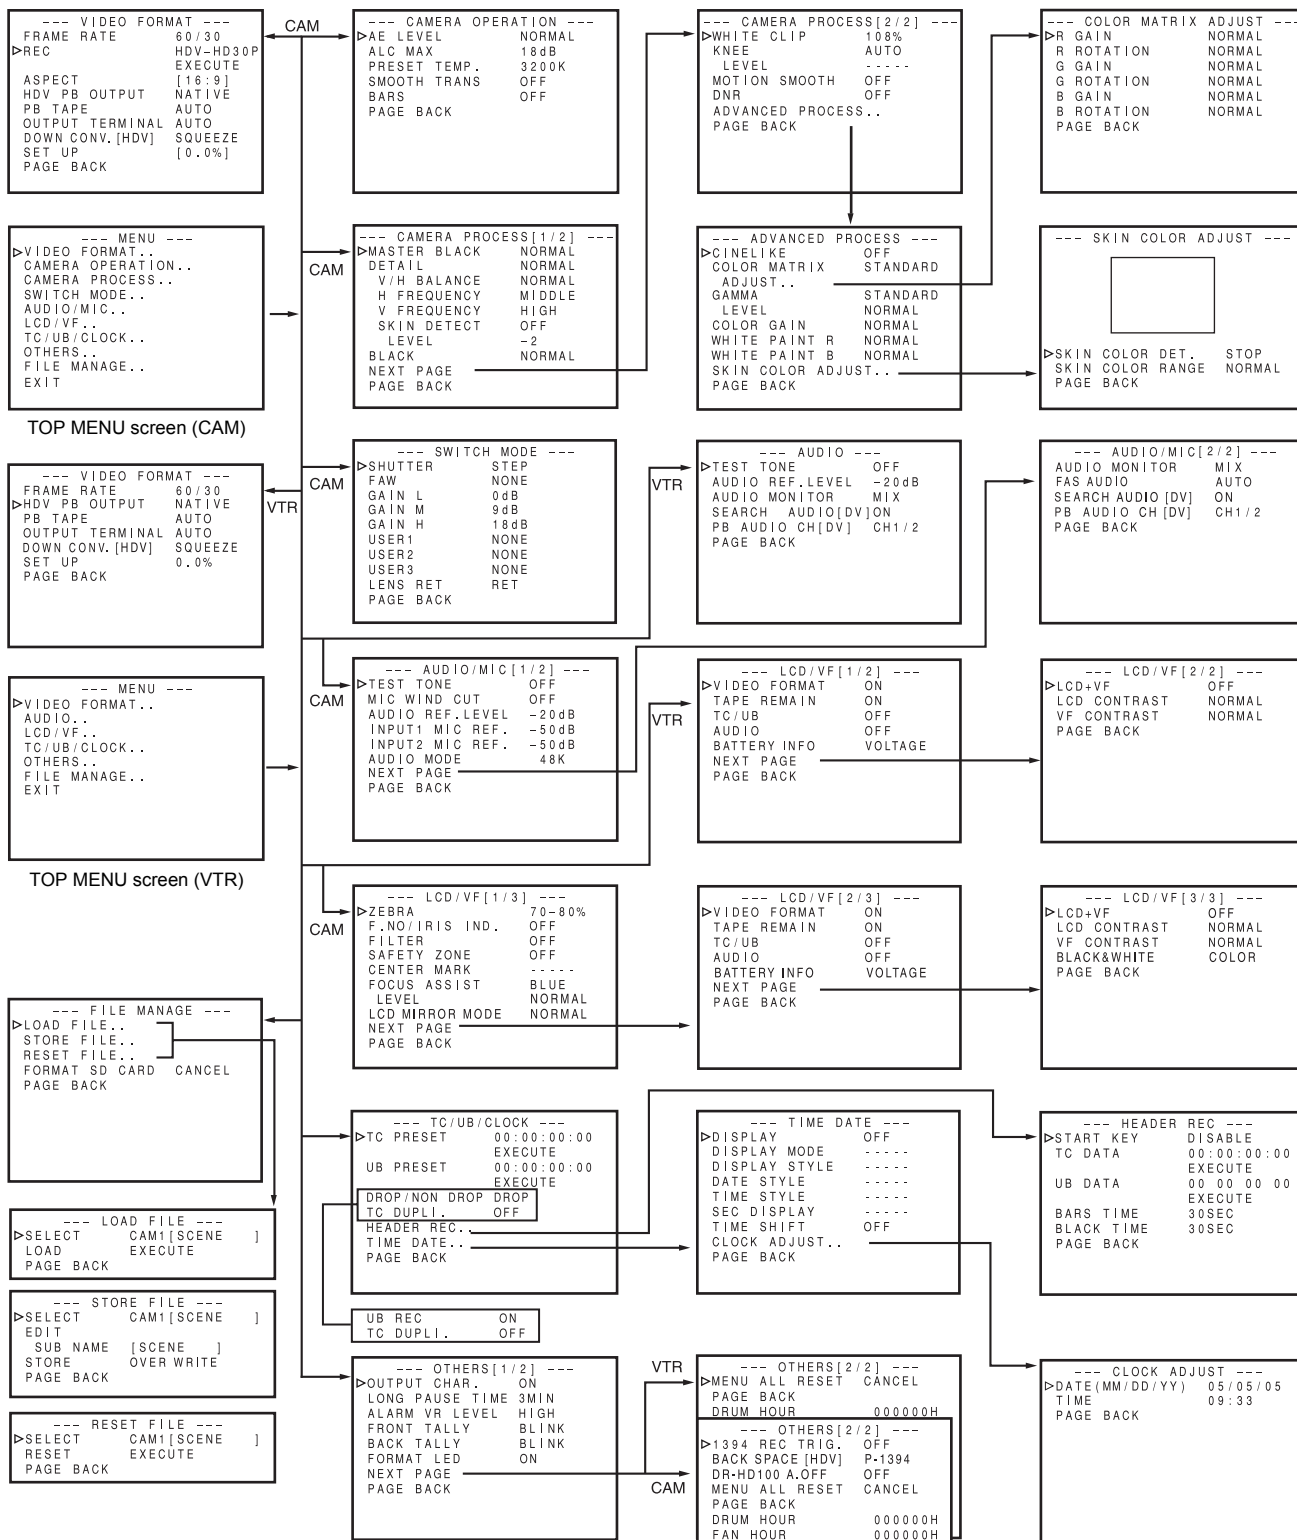 --- VIDEO FORMAT ---
FRAME RATE 60/30
▷REC HDV-HD30P
EXECUTE
ASPECT [16:9]
HDV PB OUTPUT NATIVE
PB TAPE AUTO
OUTPUT TERMINAL AUTO
DOWN CONV.[HDV] SQUEEZE
SET UP [0.0%]
PAGE BACK
CAM
--- CAMERA OPERATION ---
▷AE LEVEL NORMAL
ALC MAX 18dB
PRESET TEMP. 3200K
SMOOTH TRANS OFF
BARS OFF
PAGE BACK
--- CAMERA PROCESS[2/2] ---
▷WHITE CLIP 108%
KNEE AUTO
LEVEL -----
MOTION SMOOTH OFF
DNR OFF
ADVANCED PROCESS..
PAGE BACK
--- COLOR MATRIX ADJUST ---
▷R GAIN NORMAL
R ROTATION NORMAL
G GAIN NORMAL
G ROTATION NORMAL
B GAIN NORMAL
B ROTATION NORMAL
PAGE BACK
--- MENU ---
▷VIDEO FORMAT..
CAMERA OPERATION..
CAMERA PROCESS..
SWITCH MODE..
AUDIO/MIC..
LCD/VF..
TC/UB/CLOCK..
OTHERS..
FILE MANAGE..
EXIT
TOP MENU screen (CAM)
CAM
--- CAMERA PROCESS[1/2] ---
▷MASTER BLACK NORMAL
DETAIL NORMAL
V/H BALANCE NORMAL
H FREQUENCY MIDDLE
V FREQUENCY HIGH
SKIN DETECT OFF
LEVEL -2
BLACK NORMAL
NEXT PAGE
PAGE BACK
--- ADVANCED PROCESS ---
▷CINELIKE OFF
COLOR MATRIX STANDARD
ADJUST..
GAMMA STANDARD
LEVEL NORMAL
COLOR GAIN NORMAL
WHITE PAINT R NORMAL
WHITE PAINT B NORMAL
SKIN COLOR ADJUST..
PAGE BACK
--- SKIN COLOR ADJUST ---
▷SKIN COLOR DET. STOP
SKIN COLOR RANGE NORMAL
PAGE BACK
--- VIDEO FORMAT ---
FRAME RATE 60/30
▷HDV PB OUTPUT NATIVE
PB TAPE AUTO
OUTPUT TERMINAL AUTO
DOWN CONV.[HDV] SQUEEZE
SET UP 0.0%
PAGE BACK
VTR
CAM
--- SWITCH MODE ---
▷SHUTTER STEP
FAW NONE
GAIN L 0dB
GAIN M 9dB
GAIN H 18dB
USER1 NONE
USER2 NONE
USER3 NONE
LENS RET RET
PAGE BACK
VTR
--- AUDIO ---
▷TEST TONE OFF
AUDIO REF.LEVEL -20dB
AUDIO MONITOR MIX
SEARCH AUDIO[DV]ON
PB AUDIO CH[DV] CH1/2
PAGE BACK
--- AUDIO/MIC[2/2] ---
AUDIO MONITOR MIX
FAS AUDIO AUTO
SEARCH AUDIO [DV] ON
PB AUDIO CH [DV] CH1/2
PAGE BACK
--- MENU ---
▷VIDEO FORMAT..
AUDIO..
LCD/VF..
TC/UB/CLOCK..
OTHERS..
FILE MANAGE..
EXIT
TOP MENU screen (VTR)
CAM
--- AUDIO/MIC[1/2] ---
▷TEST TONE OFF
MIC WIND CUT OFF
AUDIO REF.LEVEL -20dB
INPUT1 MIC REF. -50dB
INPUT2 MIC REF. -50dB
AUDIO MODE 48K
NEXT PAGE
PAGE BACK
VTR
--- LCD/VF[1/2] ---
▷VIDEO FORMAT ON
TAPE REMAIN ON
TC/UB OFF
AUDIO OFF
BATTERY INFO VOLTAGE
NEXT PAGE
PAGE BACK
--- LCD/VF[2/2] ---
▷LCD+VF OFF
LCD CONTRAST NORMAL
VF CONTRAST NORMAL
PAGE BACK
CAM
--- LCD/VF[1/3] ---
▷ZEBRA 70-80%
F.NO/IRIS IND. OFF
FILTER OFF
SAFETY ZONE OFF
CENTER MARK -----
FOCUS ASSIST BLUE
LEVEL NORMAL
LCD MIRROR MODE NORMAL
NEXT PAGE
PAGE BACK
--- LCD/VF[2/3] ---
▷VIDEO FORMAT ON
TAPE REMAIN ON
TC/UB OFF
AUDIO OFF
BATTERY INFO VOLTAGE
NEXT PAGE
PAGE BACK
--- LCD/VF[3/3] ---
▷LCD+VF OFF
LCD CONTRAST NORMAL
VF CONTRAST NORMAL
BLACK&WHITE COLOR
PAGE BACK
--- FILE MANAGE ---
▷LOAD FILE..
STORE FILE..
RESET FILE..
FORMAT SD CARD CANCEL
PAGE BACK
--- TC/UB/CLOCK ---
▷TC PRESET 00:00:00:00
EXECUTE
UB PRESET 00:00:00:00
EXECUTE
DROP/NON DROP DROP
TC DUPLI. OFF
HEADER REC..
TIME DATE..
PAGE BACK
--- TIME DATE ---
▷DISPLAY OFF
DISPLAY MODE -----
DISPLAY STYLE -----
DATE STYLE -----
TIME STYLE -----
SEC DISPLAY -----
TIME SHIFT OFF
CLOCK ADJUST..
PAGE BACK
--- HEADER REC ---
▷START KEY DISABLE
TC DATA 00:00:00:00
EXECUTE
UB DATA 00 00 00 00
EXECUTE
BARS TIME 30SEC
BLACK TIME 30SEC
PAGE BACK
--- LOAD FILE ---
▷SELECT CAM1[SCENE ]
LOAD EXECUTE
PAGE BACK
--- STORE FILE ---
▷SELECT CAM1[SCENE ]
EDIT
SUB NAME [SCENE ]
STORE OVER WRITE
PAGE BACK
--- RESET FILE ---
▷SELECT CAM1[SCENE ]
RESET EXECUTE
PAGE BACK
UB REC ON
TC DUPLI. OFF
--- OTHERS[1/2] ---
▷OUTPUT CHAR. ON
LONG PAUSE TIME 3MIN
ALARM VR LEVEL HIGH
FRONT TALLY BLINK
BACK TALLY BLINK
FORMAT LED ON
NEXT PAGE
PAGE BACK
VTR
--- OTHERS[2/2] ---
▷MENU ALL RESET CANCEL
PAGE BACK
DRUM HOUR 000000H
CAM
--- OTHERS[2/2] ---
▷1394 REC TRIG. OFF
BACK SPACE [HDV] P-1394
DR-HD100 A.OFF OFF
MENU ALL RESET CANCEL
PAGE BACK
DRUM HOUR 000000H
FAN HOUR 000000H
--- CLOCK ADJUST ---
▷DATE(MM/DD/YY) 05/05/05
TIME 09:33
PAGE BACK